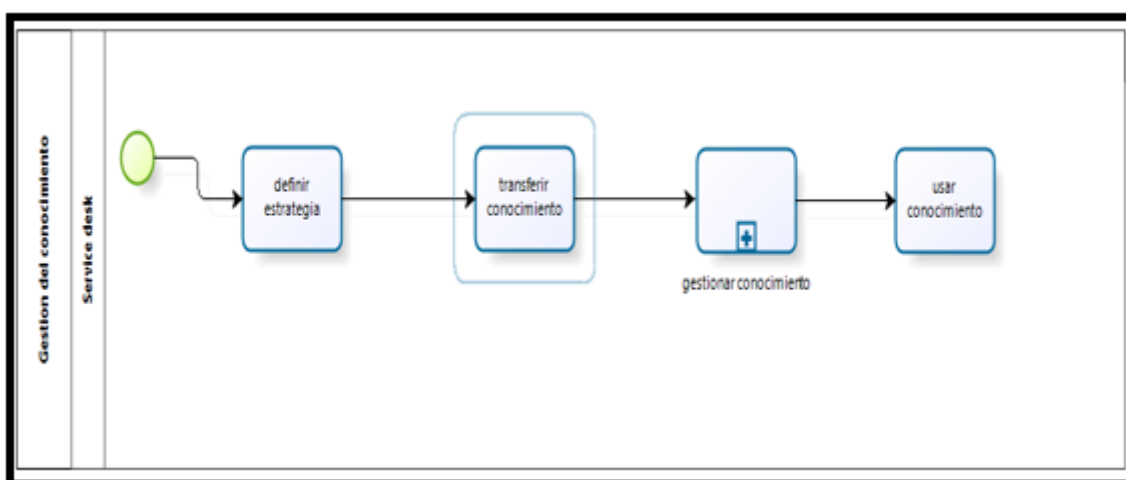 Gestion del conocimiento
Service desk
definir
estrategia
transferir
conocimiento
gestionar conocimiento
usar
conocimiento